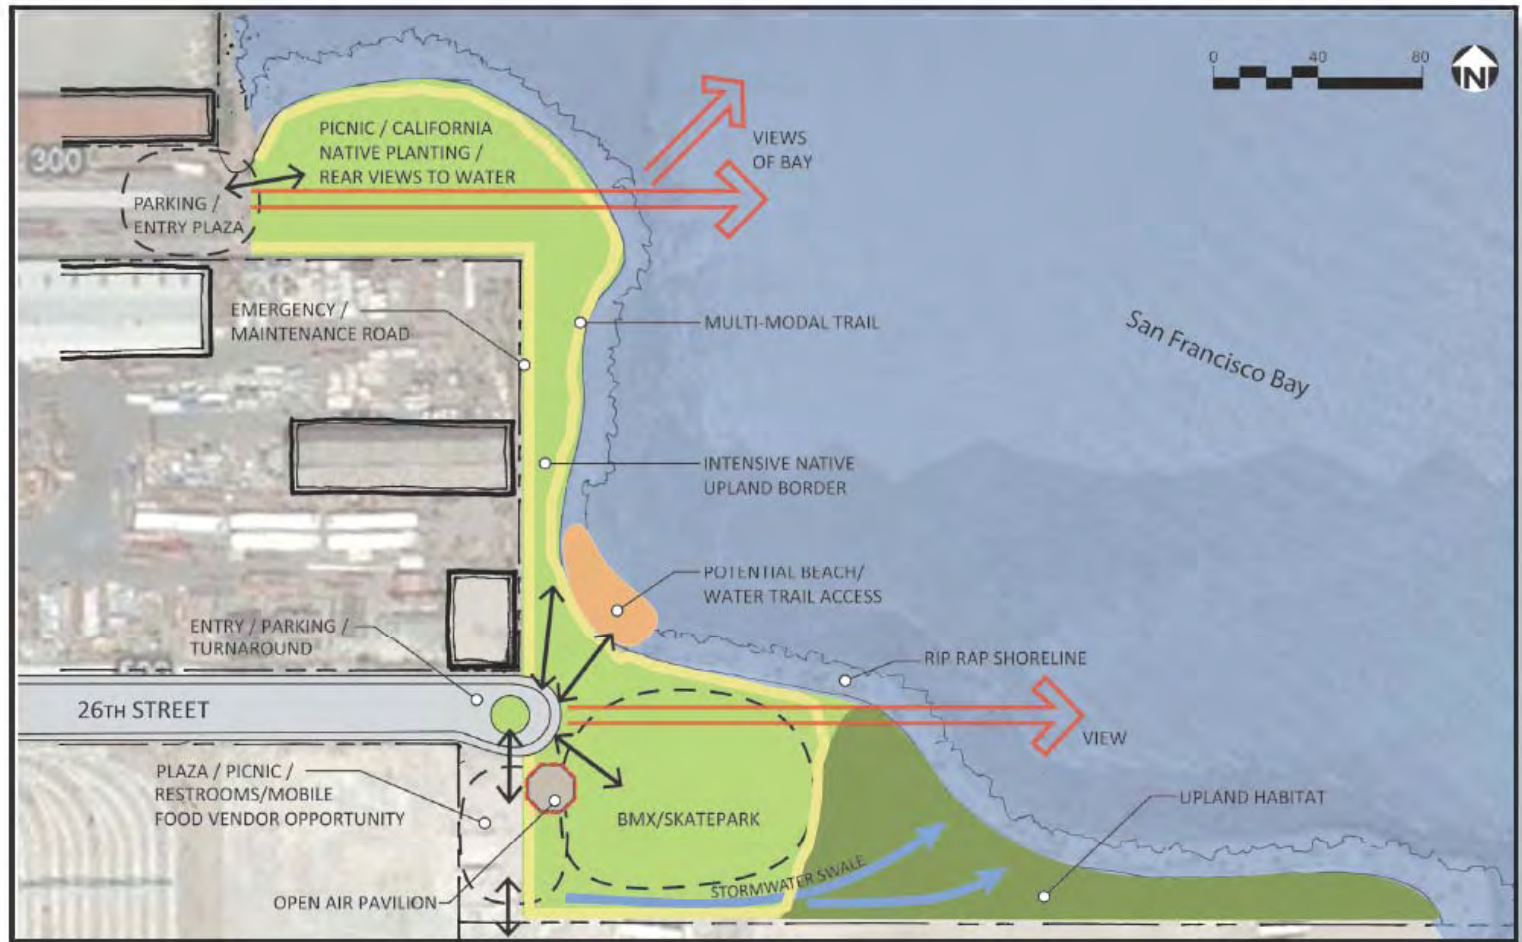 0 40 80
N
PICNIC / CALIFORNIA
NATIVE PLANTING /
REAR VIEWS TO WATER
VIEWS
OF BAY
300
PARKING /
ENTRY PLAZA
EMERGENCY /
MAINTENANCE ROAD
MULTI-MODAL TRAIL
San Francisco Bay
INTENSIVE NATIVE
UPLAND BORDER
POTENTIAL BEACH/
WATER TRAIL ACCESS
ENTRY / PARKING /
TURNAROUND
RIP RAP SHORELINE
26TH STREET
VIEW
PLAZA / PICNIC /
RESTROOMS/MOBILE
FOOD VENDOR OPPORTUNITY
BMX/SKATEPARK
UPLAND HABITAT
STORMWATER SWALE
OPEN AIR PAVILION